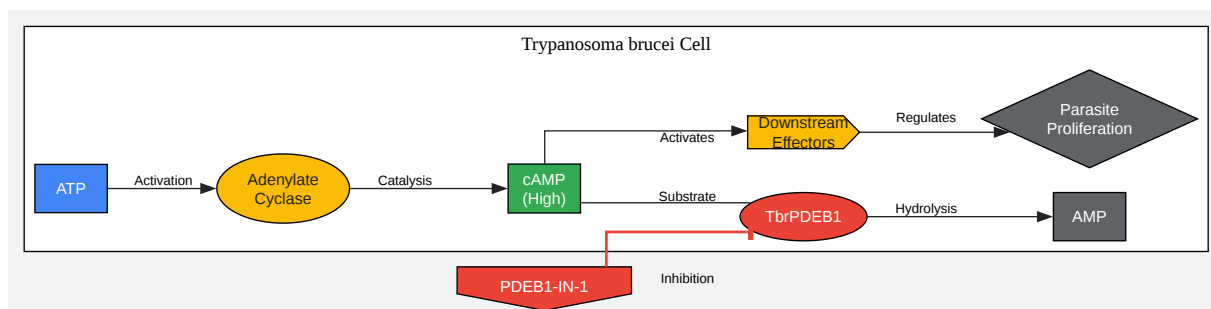 Trypanosoma brucei Cell
ATP
Activation
Adenylate
Cyclase
Catalysis
cAMP
(High)
Activates
Downstream
Effectors
Regulates
Parasite
Proliferation
Substrate
TbrPDEB1
Hydrolysis
AMP
PDEB1-IN-1
Inhibition